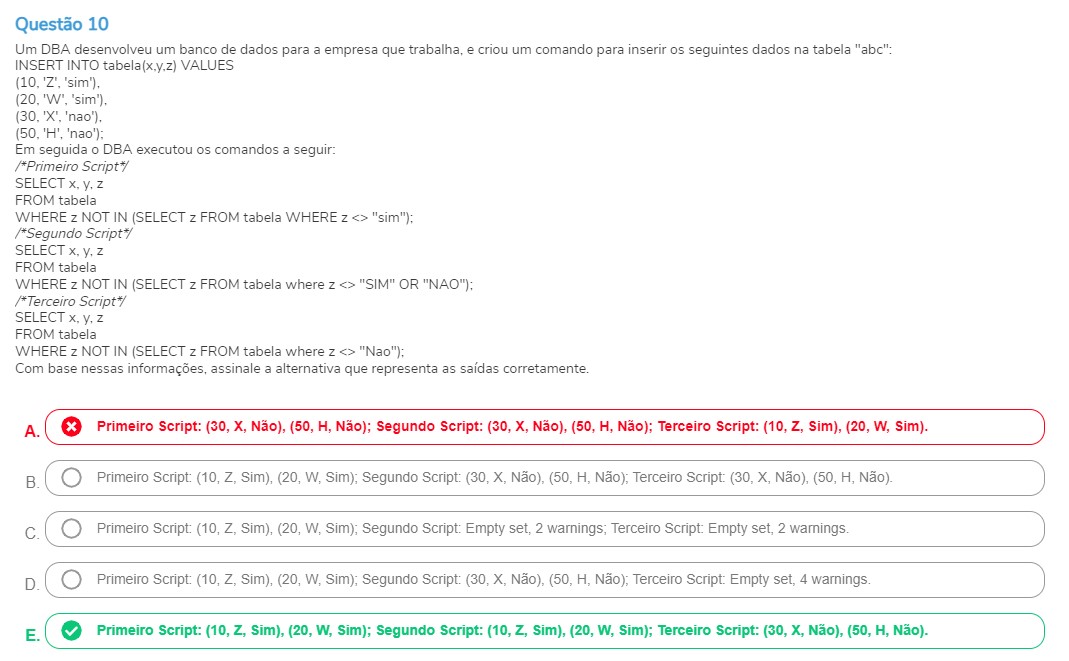 Questão 10
Um DBA desenvolveu um banco de dados para a empresa que trabalha, e criou um comando para inserir os seguintes dados na tabela "abc":
INSERT INTO tabela(x,y,z) VALUES
(10, 'Z', 'sim'),
(20, 'W', 'sim'),
(30, 'X', 'nao'),
(50, 'H', 'nao');
Em seguida o DBA executou os comandos a seguir:
/*Primeiro Script*/
SELECT x, y, z
FROM tabela
WHERE z NOT IN (SELECT z FROM tabela WHERE z <> "sim");
/*Segundo Script*/
SELECT x, y, z
FROM tabela
WHERE z NOT IN (SELECT z FROM tabela where z <> "SIM" OR "NAO");
/*Terceiro Script*/
SELECT x, y, z
FROM tabela
WHERE z NOT IN (SELECT z FROM tabela where z <> "Nao");
Com base nessas informações, assinale a alternativa que representa as saídas corretamente.
A. Primeiro Script: (30, X, Não), (50, H, Não); Segundo Script: (30, X, Não), (50, H, Não); Terceiro Script: (10, Z, Sim), (20, W, Sim).
B. Primeiro Script: (10, Z, Sim), (20, W, Sim); Segundo Script: (30, X, Não), (50, H, Não); Terceiro Script: (30, X, Não), (50, H, Não).
C. Primeiro Script: (10, Z, Sim), (20, W, Sim); Segundo Script: Empty set, 2 warnings; Terceiro Script: Empty set, 2 warnings.
D. Primeiro Script: (10, Z, Sim), (20, W, Sim); Segundo Script: (30, X, Não), (50, H, Não); Terceiro Script: Empty set, 4 warnings.
E. Primeiro Script: (10, Z, Sim), (20, W, Sim); Segundo Script: (10, Z, Sim), (20, W, Sim); Terceiro Script: (30, X, Não), (50, H, Não).